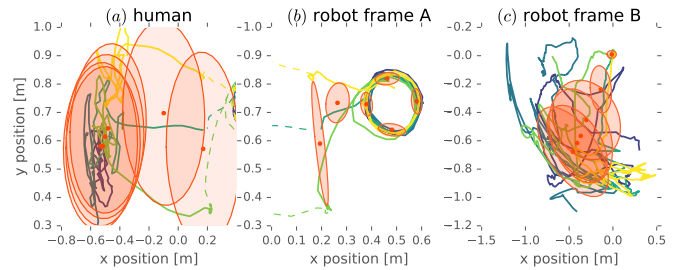 (a) human
(b) robot frame A
(c) robot frame B
y position [m]
1.0
0.9
0.8
0.7
0.6
0.5
0.4
0.3
−0.8 −0.6 −0.4 −0.2 0.0 0.2
x position [m]
1.0
0.9
0.8
0.7
0.6
0.5
0.4
0.3
0.0 0.1 0.2 0.3 0.4 0.5 0.6
x position [m]
0.2
0.0
−0.2
−0.4
−0.6
−0.8
−1.0
−1.2
−1.5 −1.0 −0.5 0.0 0.5
x position [m]